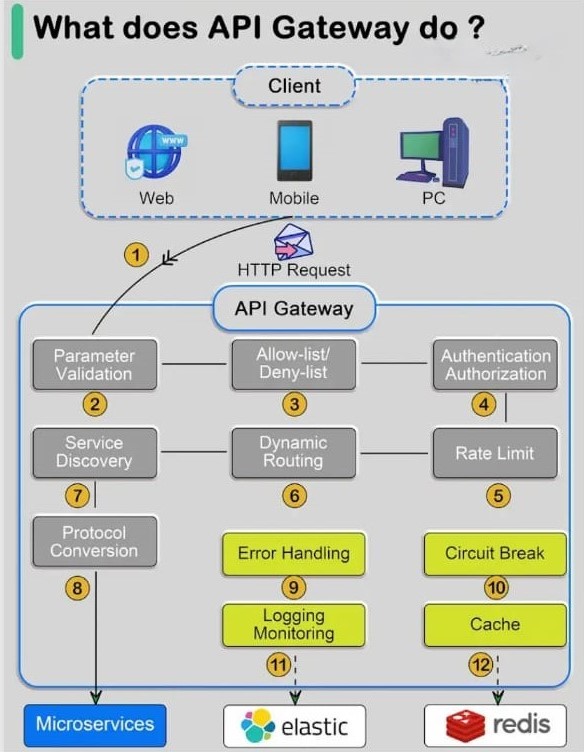 What does API Gateway do ?
Client
www
Web
Mobile
PC
1
HTTP Request
API Gateway
Parameter
Validation
2
Allow-list/
Deny-list
3
Authentication
Authorization
4
Service
Discovery
7
Dynamic
Routing
6
Rate Limit
5
Protocol
Conversion
8
Error Handling
9
Circuit Break
10
Logging
Monitoring
11
Cache
12
Microservices
elastic
redis